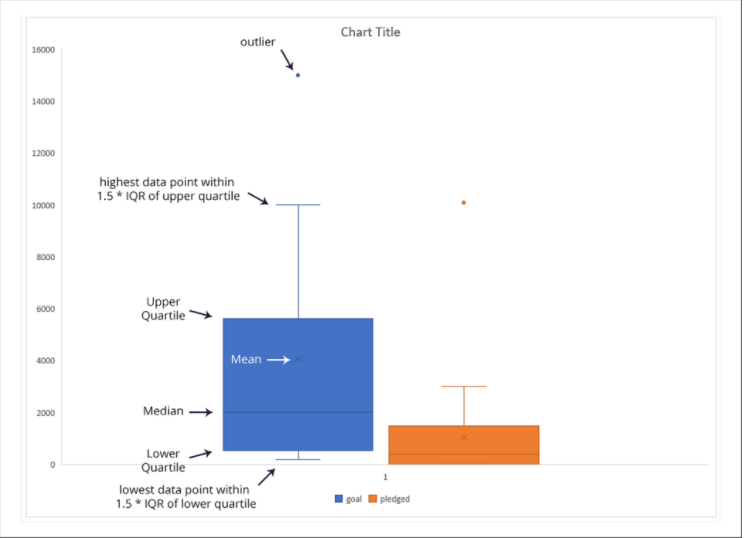 Chart Title
outlier
16000
14000
12000
highest data point within
1.5 * IQR of upper quartile
10000
8000
Upper
Quartile
6000
Mean
4000
Median
2000
Lower
Quartile
0
1
lowest data point within
1.5 * IQR of lower quartile
goal pledged